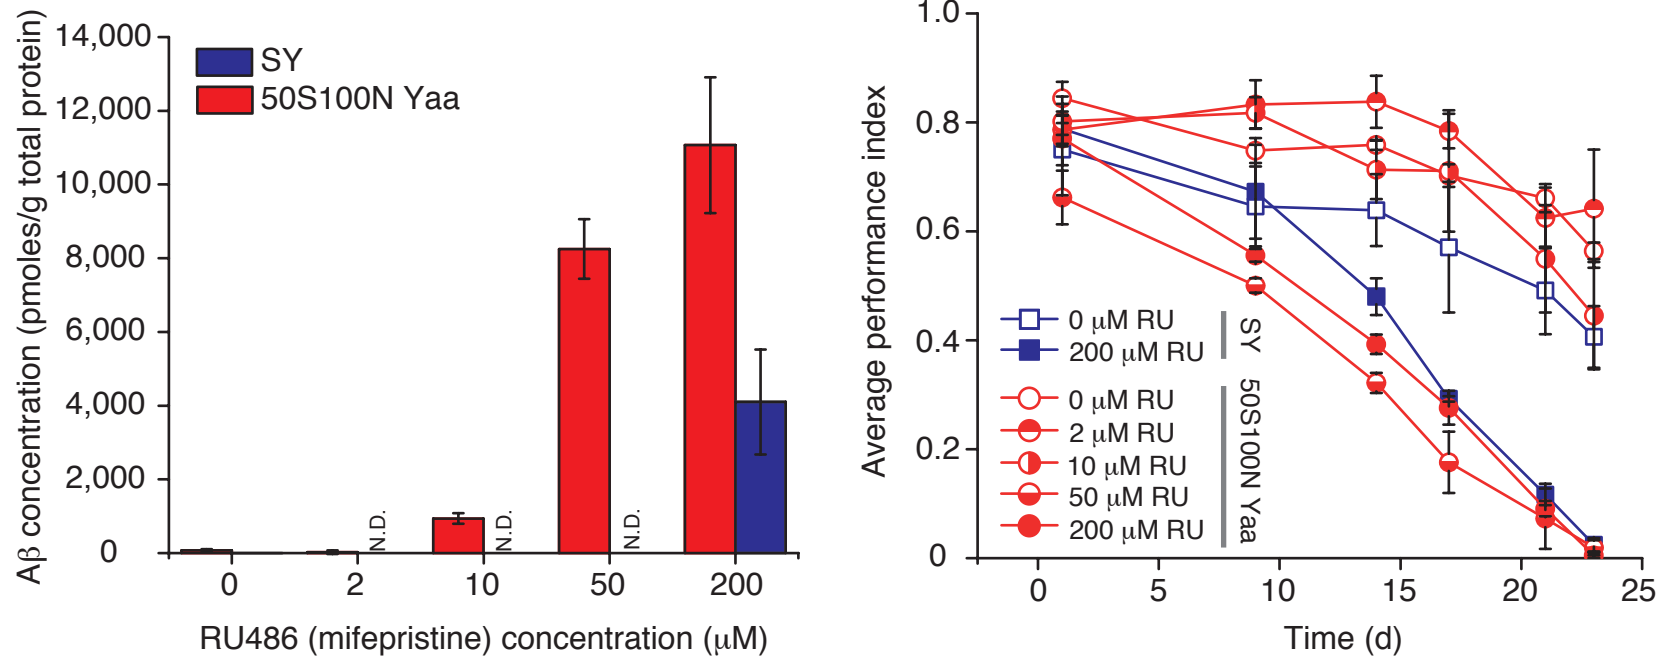 Aβ concentration (pmoles/g total protein)
14,000
12,000
10,000
8,000
6,000
4,000
2,000
0
SY
50S100N Yaa
N.D.
N.D.
N.D.
0 2 10 50 200
RU486 (mifepristine) concentration (μM)
Average performance index
1.0
0.8
0.6
0.4
0.2
0
0 μM RU
200 μM RU
SY
0 μM RU
2 μM RU
10 μM RU
50 μM RU
200 μM RU
50S100N Yaa
0 5 10 15 20 25
Time (d)